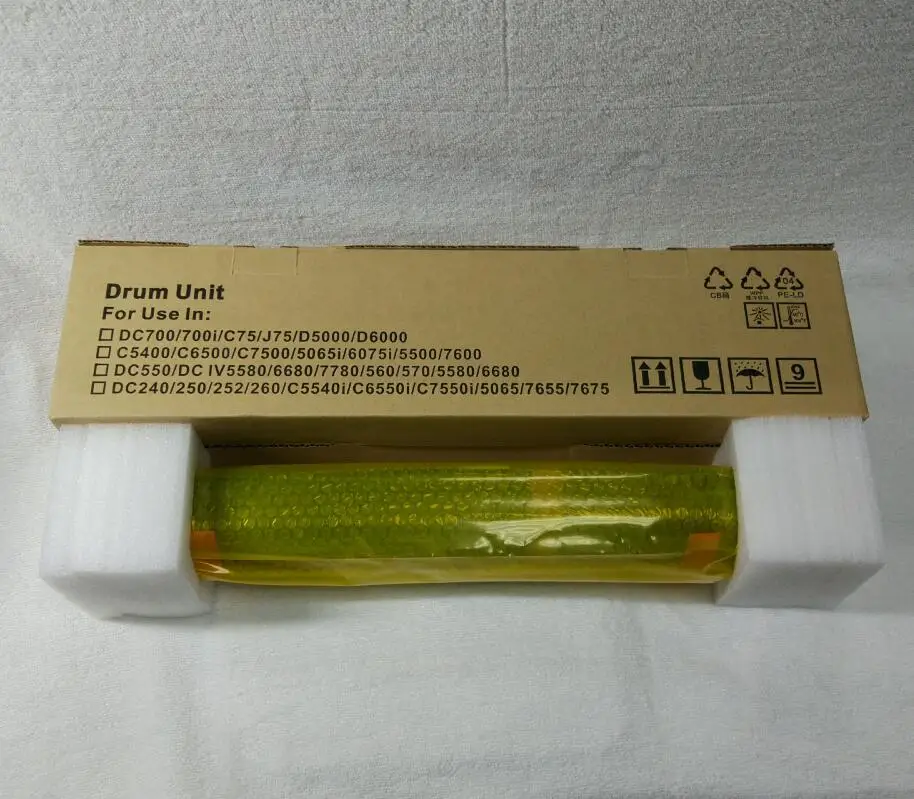 Drum Unit
For Use In:
DC700/700i/C75/J75/D5000/D6000
C5400/C6500/C7500/5065i/6075i/5500/7600
DC550/DC IV5580/6680/7780/560/570/5580/6680
DC240/250/252/260/C5540i/C6550i/C7550i/5065/7655/7675
CB
04
PE-LD
9